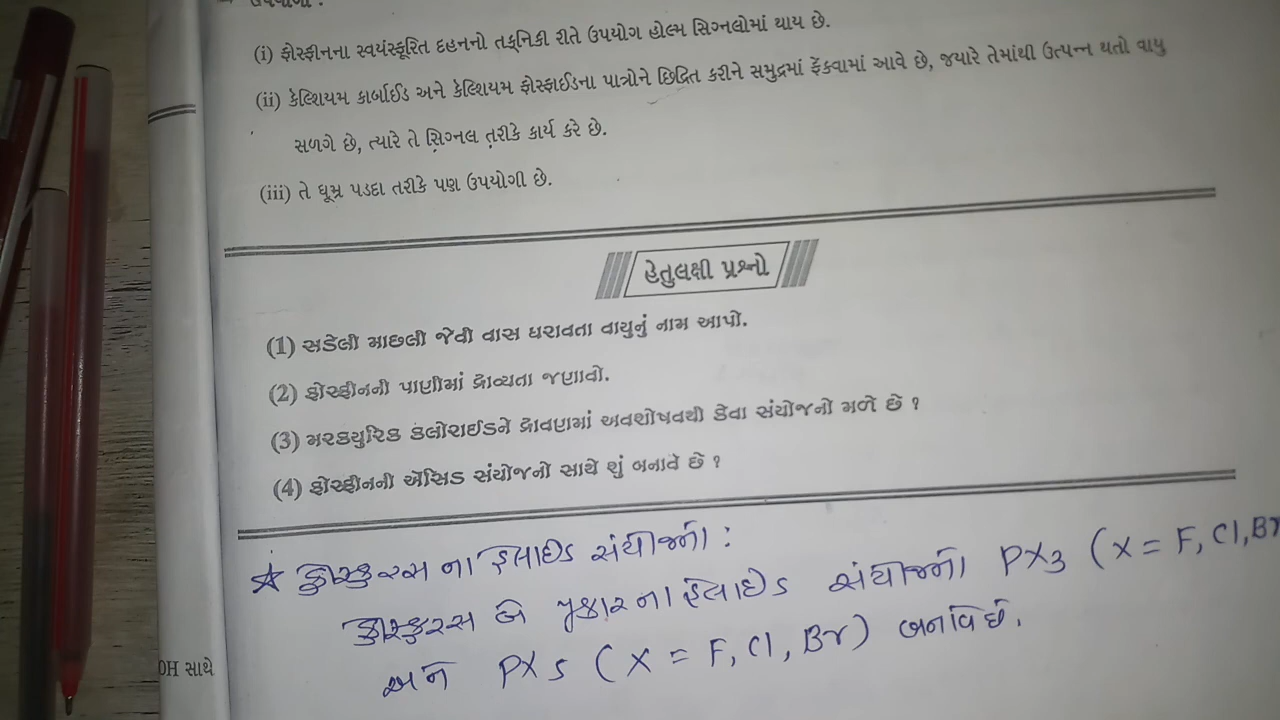 (i) ફોસ્ફીનના સ્વયંસ્ફૂરિત દહનનો તક્નિકી રીતે ઉપયોગ હોલ્મ સિગ્નલોમાં થાય છે.
(ii) કેલ્શિયમ કાર્બાઈડ અને કેલ્શિયમ ફોસ્ફાઈડના પાત્રોને છિદ્રિત કરીને સમુદ્રમાં ફેંકવામાં આવે છે, જ્યારે તેમાંથી ઉત્પન્ન થતો વાયુ
સળગે છે, ત્યારે તે સિગ્નલ તરીકે કાર્ય કરે છે.
(iii) તે ધૂમ્ર પડદા તરીકે પણ ઉપયોગી છે.
હેતુલક્ષી પ્રશ્નો
(1) સડેલી માછલી જેવી વાસ ધરાવતા વાયુનું નામ આપો.
(2) ફોસ્ફીનની પાણીમાં દ્રાવ્યતા જણાવો.
(3) મરક્યુરિક ક્લોરાઈડને દ્રાવણમાં અવશોષવથી કેવા સંયોજનો મળે છે ?
(4) ફોસ્ફીનની ઍસિડ સંયોજનો સાથે શું બનાવે છે ?
☆ ફોસ્ફરસ ના હેલાઈડ સંયોજનો :
ફોસ્ફરસ બે પ્રકારના હેલાઈડ સંયોજનો PX3 (X = F, Cl, Br
અને PX5 (X = F, Cl, Br) બનાવે છે.
OH સાથે